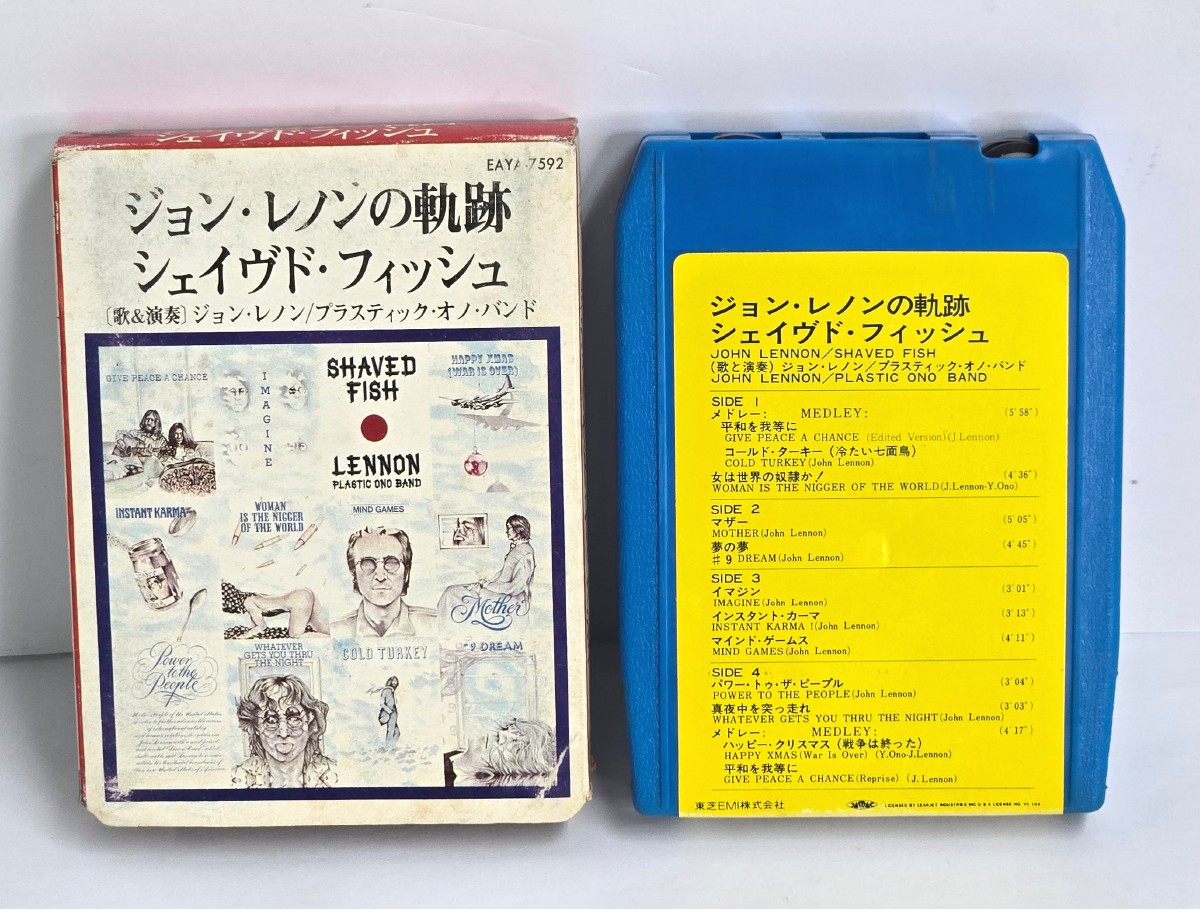 シェイヴド・フィッシュ
EAYA-7592
ジョン・レノンの軌跡
シェイヴド・フィッシュ
〔歌&演奏〕ジョン・レノン/プラスティック・オノ・バンド
GIVE PEACE A CHANCE
IMAGINE
SHAVED
FISH
LENNON
PLASTIC ONO BAND
HAPPY XMAS
(WAR IS OVER)
INSTANT KARMA
WOMAN
IS THE NIGGER
OF THE WORLD
MIND GAMES
Mother
Power
to the
People
WHATEVER
GETS YOU THRU
THE NIGHT
COLD TURKEY
#9 DREAM
ジョン・レノンの軌跡
シェイヴド・フィッシュ
JOHN LENNON/SHAVED FISH
(歌と演奏) ジョン・レノン/プラスティック・オノ・バンド
JOHN LENNON/PLASTIC ONO BAND
SIDE 1
メドレー: MEDLEY: (5'58")
平和を我等に
GIVE PEACE A CHANCE (Edited Version)(J.Lennon)
コールド・ターキー (冷たい七面鳥)
COLD TURKEY(John Lennon)
女は世界の奴隷か! (4'36")
WOMAN IS THE NIGGER OF THE WORLD(J.Lennon-Y.Ono)
SIDE 2
マザー (5'05")
MOTHER(John Lennon)
夢の夢 (4'45")
#9 DREAM(John Lennon)
SIDE 3
イマジン (3'01")
IMAGINE(John Lennon)
インスタント・カーマ (3'13")
INSTANT KARMA!(John Lennon)
マインド・ゲームス (4'11")
MIND GAMES(John Lennon)
SIDE 4
パワー・トゥ・ザ・ピープル (3'04")
POWER TO THE PEOPLE(John Lennon)
真夜中を突っ走れ (3'03")
WHATEVER GETS YOU THRU THE NIGHT(John Lennon)
メドレー: MEDLEY: (4'17")
ハッピー・クリスマス (戦争は終った)
HAPPY XMAS(War Is Over) (Y.Ono-J.Lennon)
平和を我等に
GIVE PEACE A CHANCE(Reprise) (J.Lennon)
東芝EMI株式会社
LICENSED BY LEARJET INDUSTRIES INC U.S.A LICENSE NO. YC 104